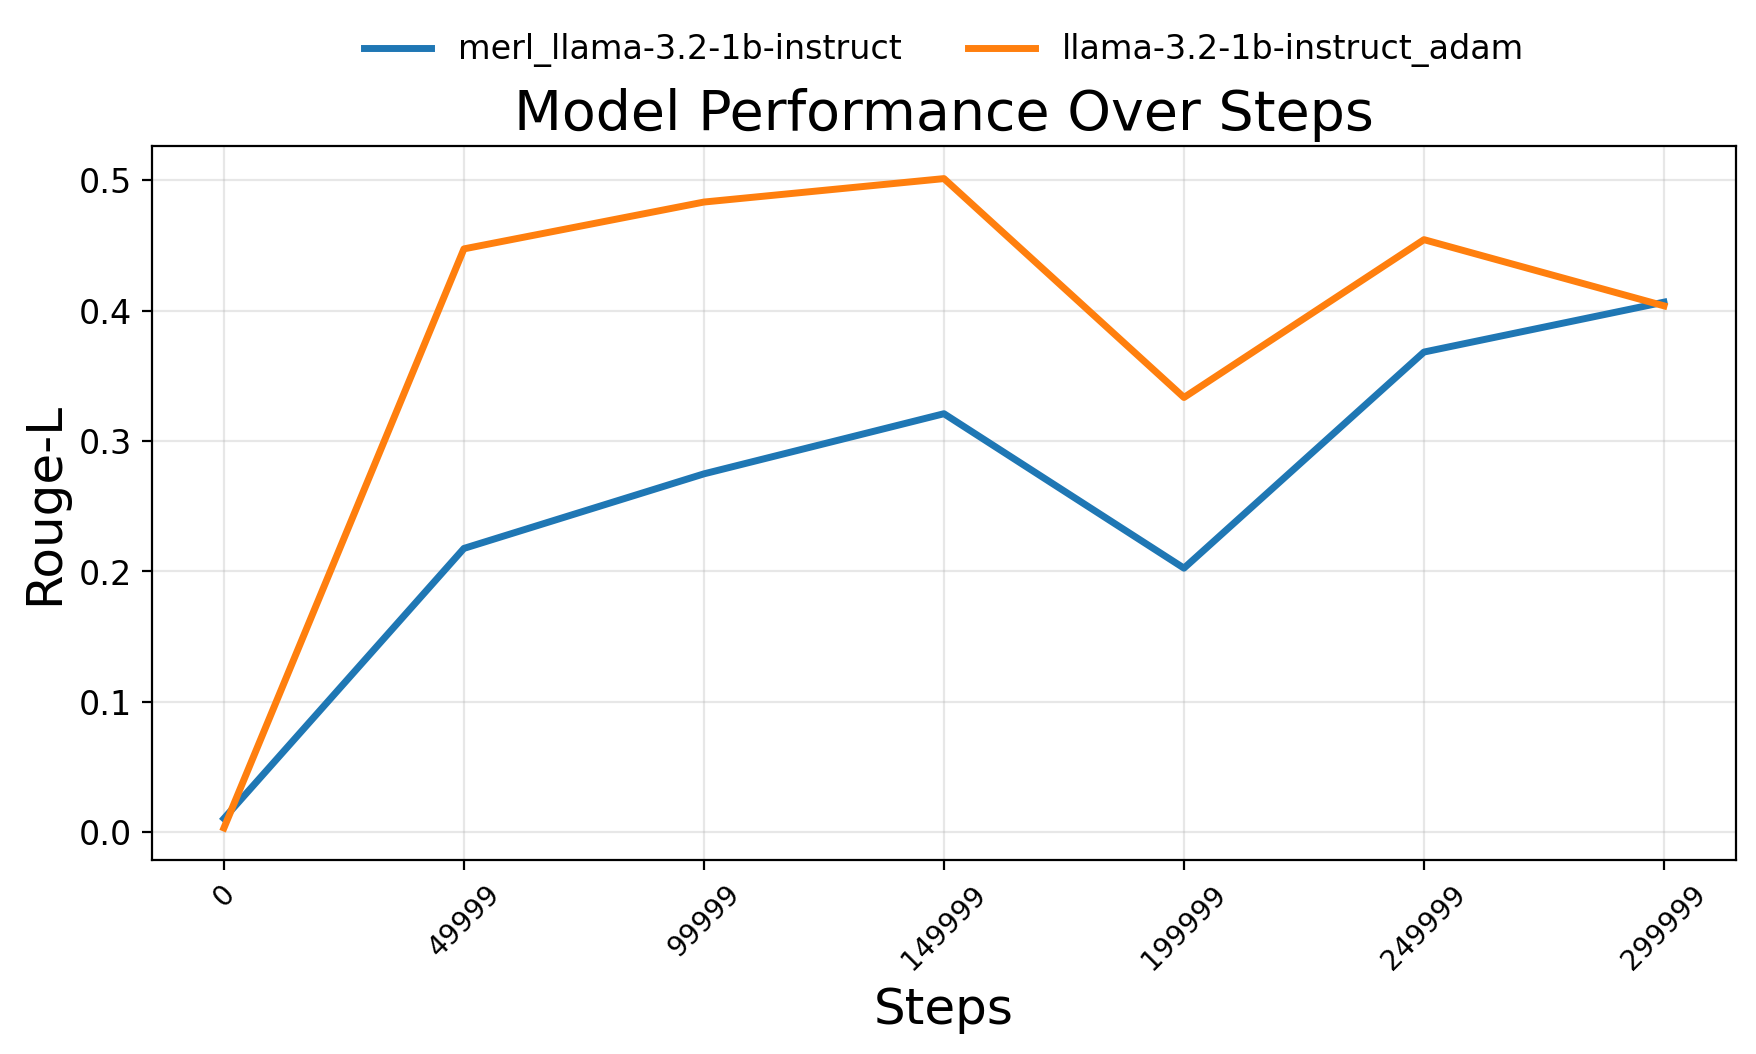 merl_llama-3.2-1b-instruct llama-3.2-1b-instruct_adam
Model Performance Over Steps
Rouge-L
0.5
0.4
0.3
0.2
0.1
0.0
0 49999 99999 149999 199999 249999 299999
Steps